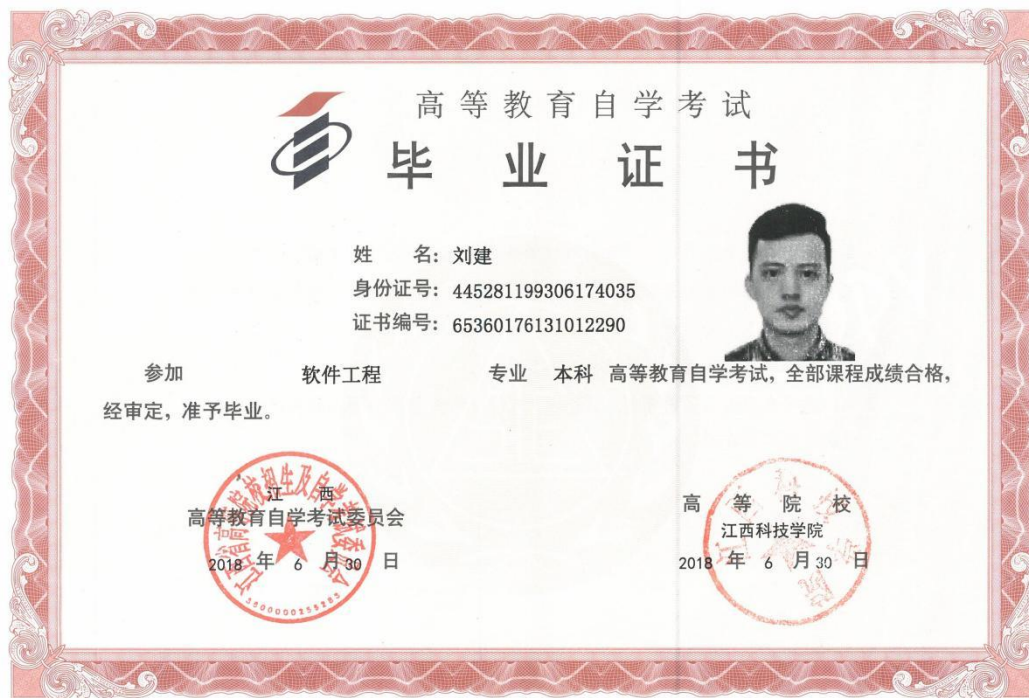 高等教育自学考试
毕业证书
姓 名: 刘建
身份证号: 445281199306174035
证书编号: 65360176131012290
参加 软件工程 专业 本科 高等教育自学考试, 全部课程成绩合格,
经审定, 准予毕业。
江 西
高等教育自学考试委员会
2018 年 6 月 30 日
高 等 院 校
江西科技学院
2018 年 6 月 30 日
3600000255263